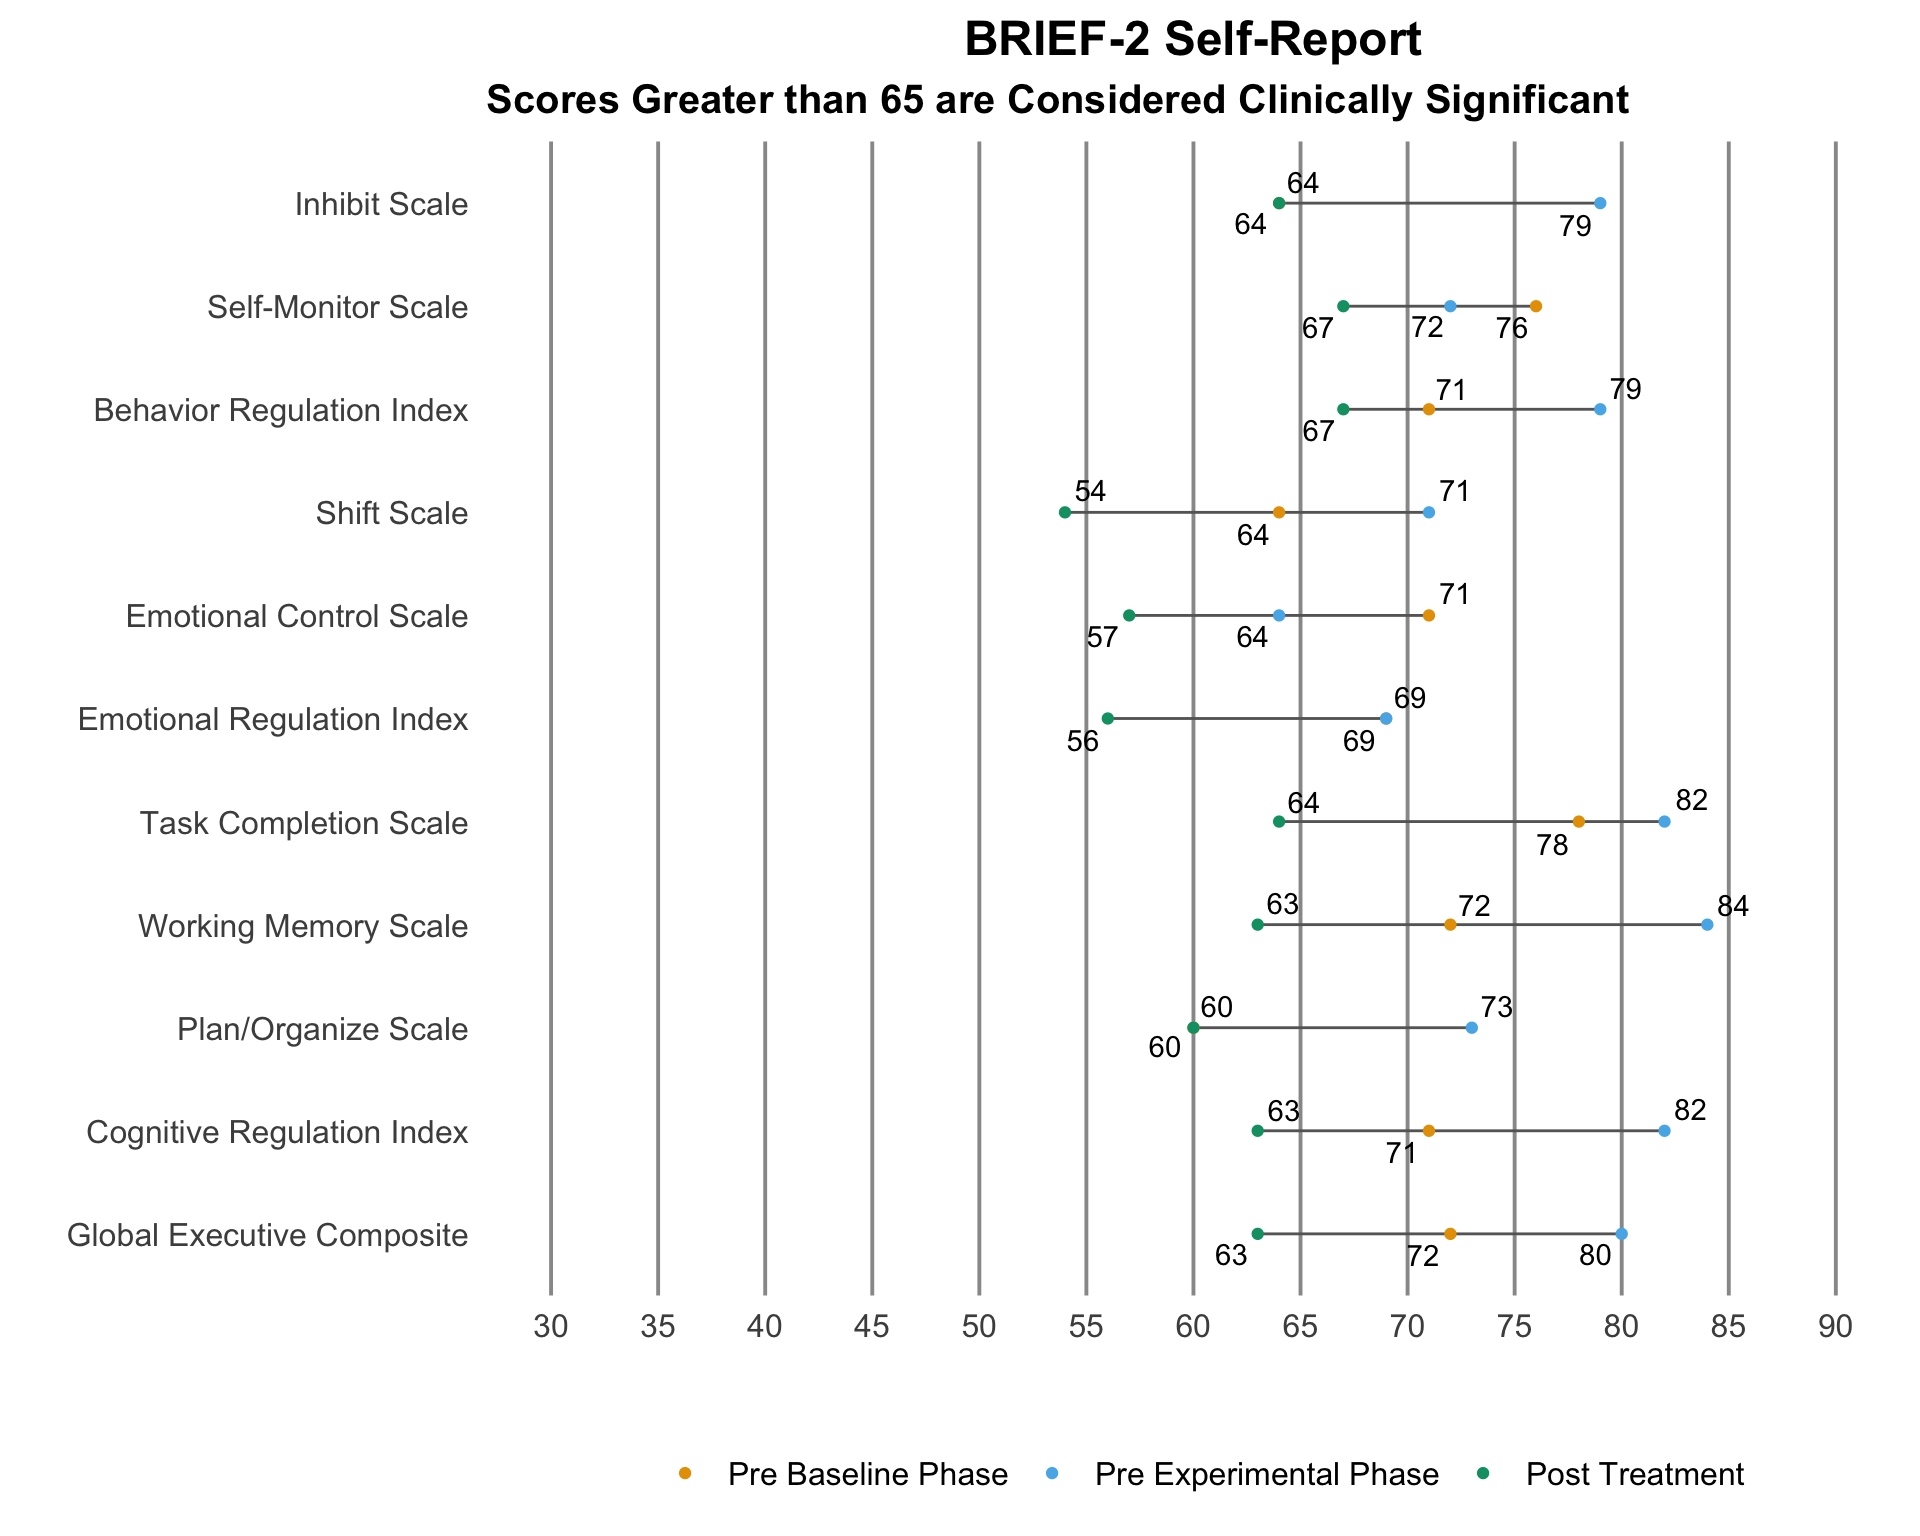 BRIEF-2 Self-Report
Scores Greater than 65 are Considered Clinically Significant
Inhibit Scale
64
64
79
Self-Monitor Scale
67
72
76
Behavior Regulation Index
67
71
79
Shift Scale
54
64
71
Emotional Control Scale
57
64
71
Emotional Regulation Index
56
69
69
Task Completion Scale
64
78
82
Working Memory Scale
63
72
84
Plan/Organize Scale
60
60
73
Cognitive Regulation Index
63
71
82
Global Executive Composite
63
72
80
30 35 40 45 50 55 60 65 70 75 80 85 90
Pre Baseline Phase Pre Experimental Phase Post Treatment